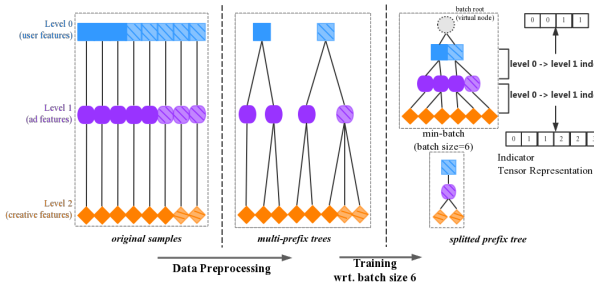 Level 0
(user features)
Level 1
(ad features)
Level 2
(creative features)
original samples
multi-prefix trees
batch root
(virtual node)
min-batch
(batch size=6)
splitted prefix tree
0 0 1 1
level 0 -> level 1 ind
level 0 -> level 1 ind
0 1 1 2 2
Indicator
Tensor Representation
Data Preprocessing
Training
wrt. batch size 6